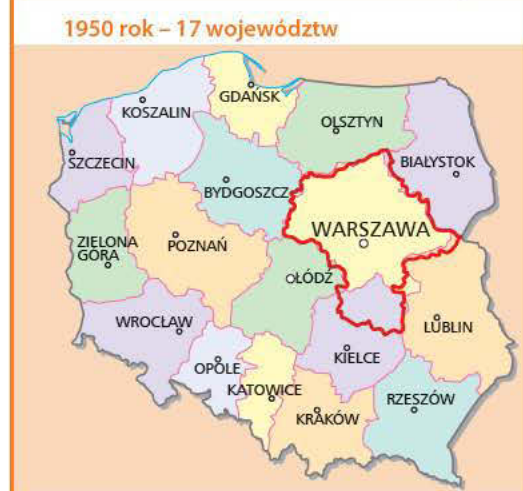 1950 rok – 17 województw
GDAŃSK
KOSZALIN
OLSZTYN
SZCZECIN
BIAŁYSTOK
BYDGOSZCZ
WARSZAWA
ZIELONA
GÓRA
POZNAŃ
ŁÓDŹ
WROCŁAW
LUBLIN
KIELCE
OPOLE
KATOWICE
RZESZÓW
KRAKÓW